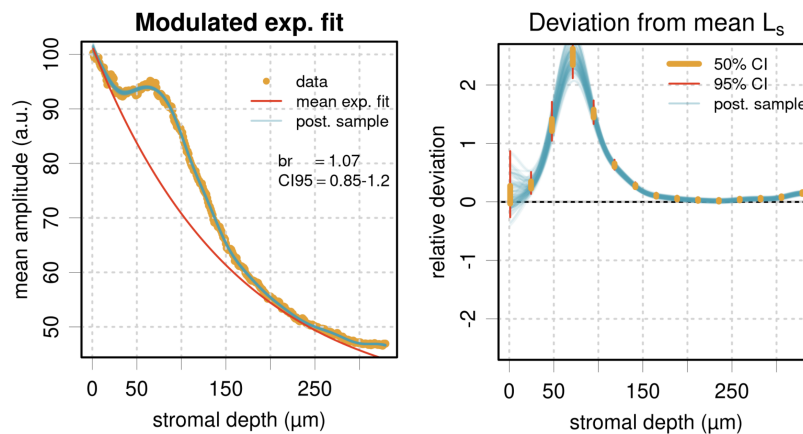 Modulated exp. fit
mean amplitude (a.u.)
100
90
80
70
60
50
data
mean exp. fit
post. sample
br = 1.07
CI95 = 0.85-1.2
0 50 150 250
stromal depth (μm)
Deviation from mean Ls
relative deviation
2
1
0
-1
-2
50% CI
95% CI
post. sample
0 50 150 250
stromal depth (μm)